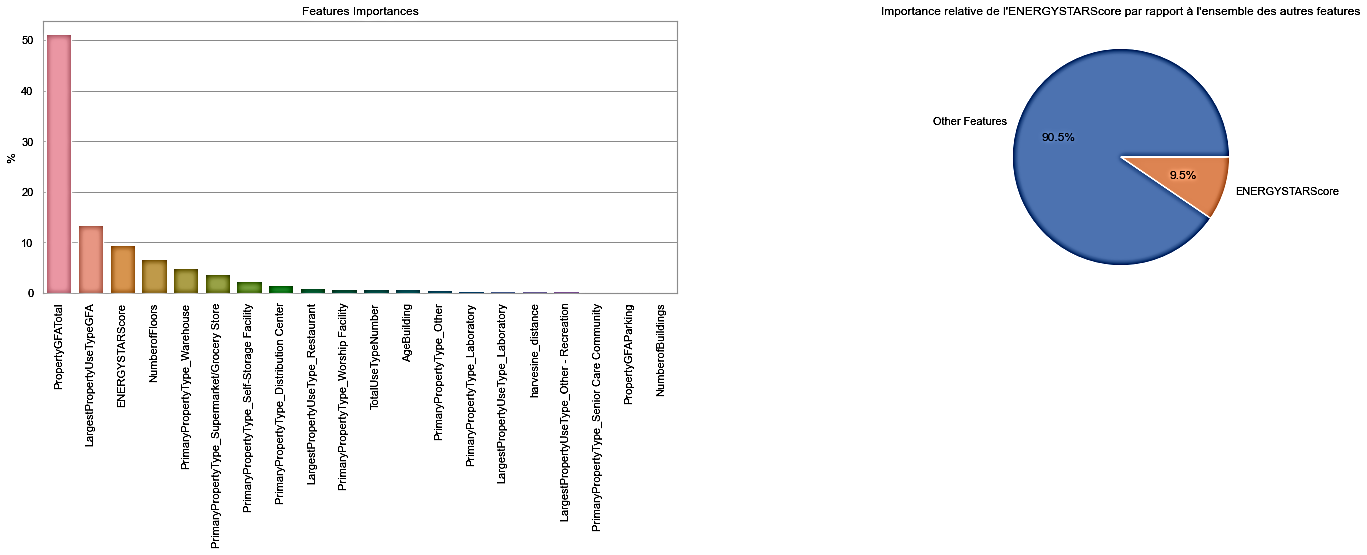 Features Importances
50
40
30
20
10
0
%
PropertyGFATotal
LargestPropertyUseTypeGFA
ENERGYSTARScore
NumberofFloors
PrimaryPropertyType_Warehouse
PrimaryPropertyType_Supermarket/Grocery Store
PrimaryPropertyType_Self-Storage Facility
PrimaryPropertyType_Distribution Center
LargestPropertyUseType_Restaurant
PrimaryPropertyType_Worship Facility
TotalUseTypeNumber
AgeBuilding
PrimaryPropertyType_Other
PrimaryPropertyType_Laboratory
LargestPropertyUseType_Laboratory
harvesine_distance
LargestPropertyUseType_Other - Recreation
PrimaryPropertyType_Senior Care Community
PropertyGFAParking
NumberofBuildings
Importance relative de l'ENERGYSTARScore par rapport à l'ensemble des autres features
Other Features
90.5%
9.5%
ENERGYSTARScore